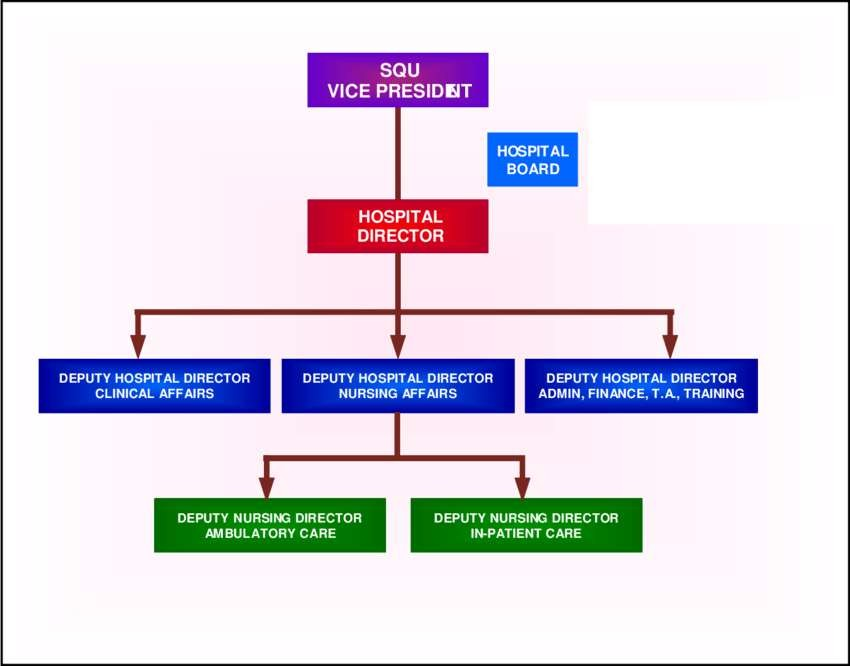 SQU
VICE PRESIDENT
HOSPITAL
BOARD
HOSPITAL
DIRECTOR
DEPUTY HOSPITAL DIRECTOR
CLINICAL AFFAIRS
DEPUTY HOSPITAL DIRECTOR
NURSING AFFAIRS
DEPUTY HOSPITAL DIRECTOR
ADMIN, FINANCE, T.A., TRAINING
DEPUTY NURSING DIRECTOR
AMBULATORY CARE
DEPUTY NURSING DIRECTOR
IN-PATIENT CARE